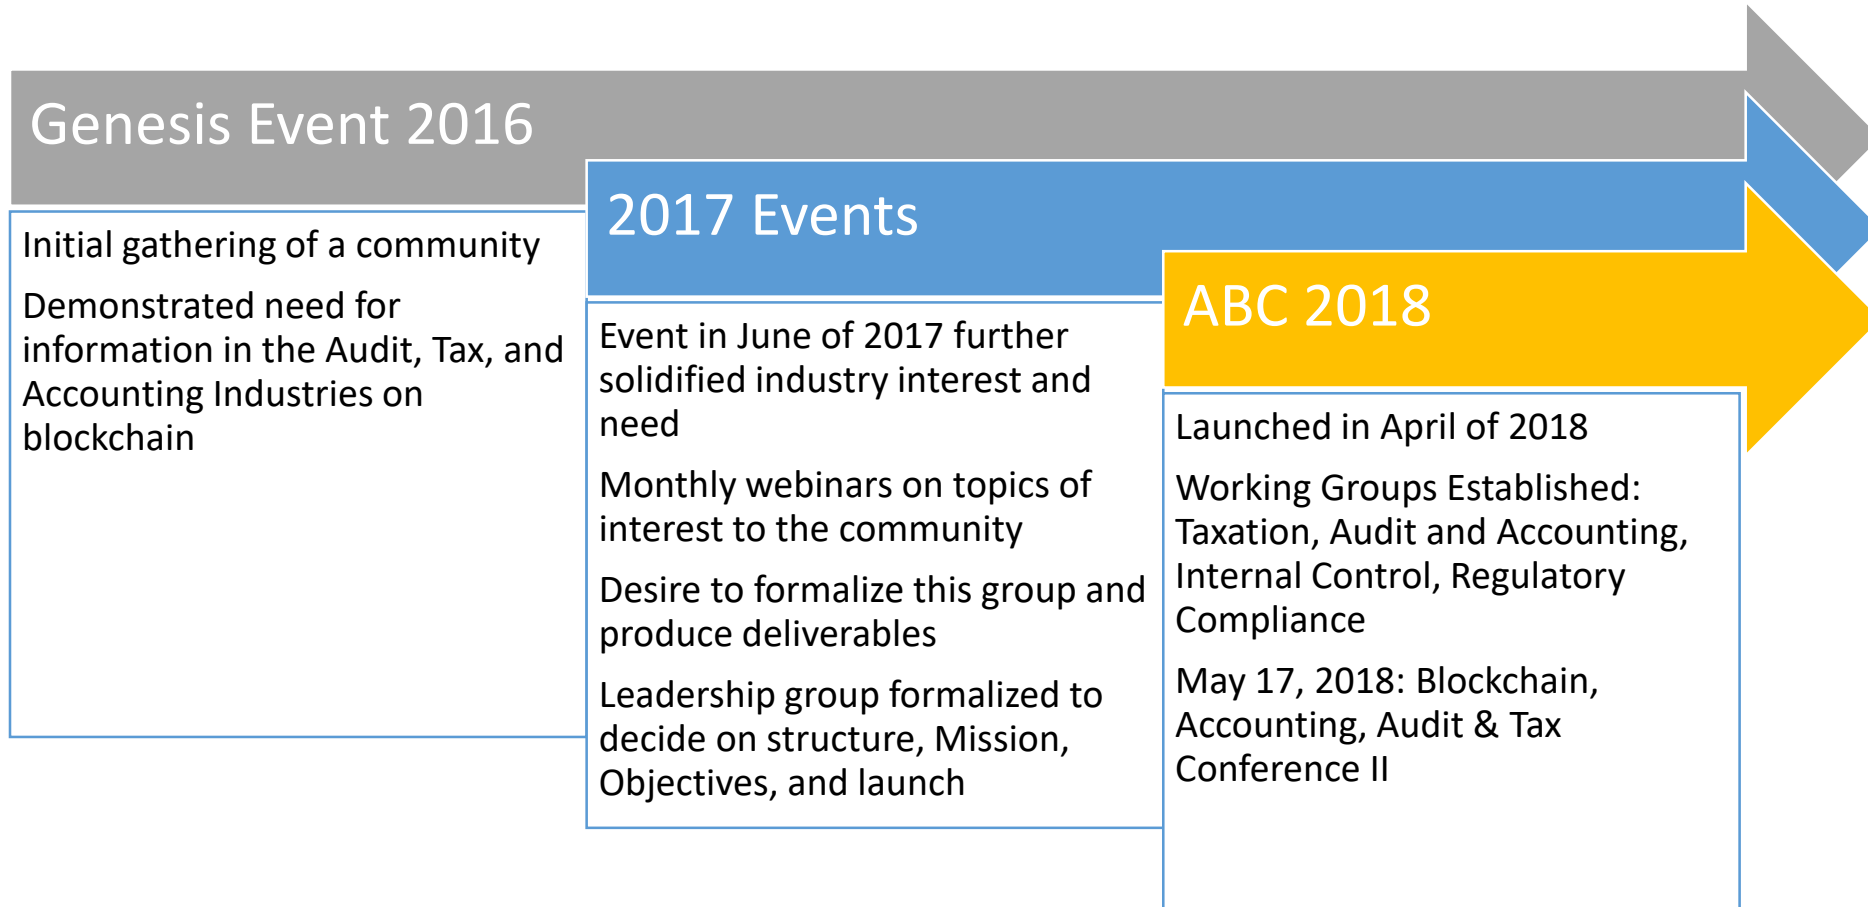 Genesis Event 2016
Initial gathering of a community
Demonstrated need for
information in the Audit, Tax, and
Accounting Industries on
blockchain
2017 Events
Event in June of 2017 further
solidified industry interest and
need
Monthly webinars on topics of
interest to the community
Desire to formalize this group and
produce deliverables
Leadership group formalized to
decide on structure, Mission,
Objectives, and launch
ABC 2018
Launched in April of 2018
Working Groups Established:
Taxation, Audit and Accounting,
Internal Control, Regulatory
Compliance
May 17, 2018: Blockchain,
Accounting, Audit & Tax
Conference II